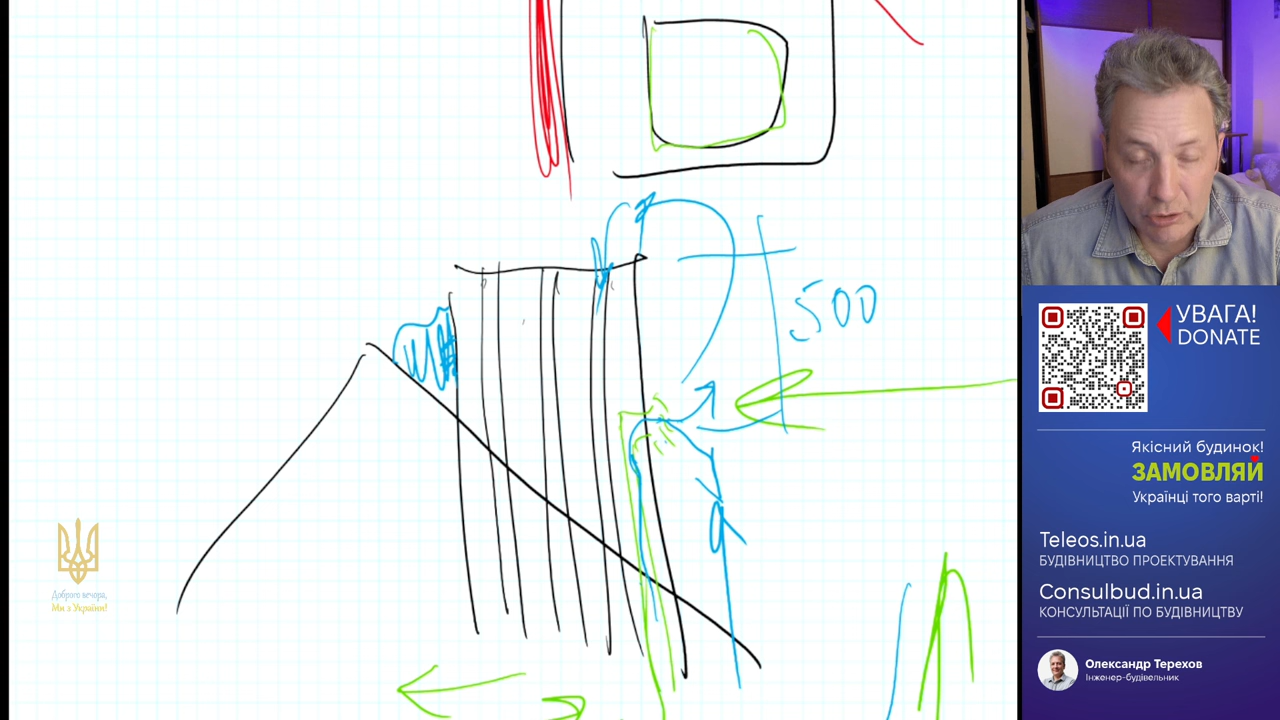 500
УВАГА!
DONATE
Якісний будинок!
ЗАМОВЛЯЙ
Українці того варті!
Teleos.in.ua
БУДІВНИЦТВО ПРОЕКТУВАННЯ
Consulbud.in.ua
КОНСУЛЬТАЦІЇ ПО БУДІВНИЦТВУ
Олександр Терехов
Інженер-будівельник
Доброго вечора,
Ми з України!